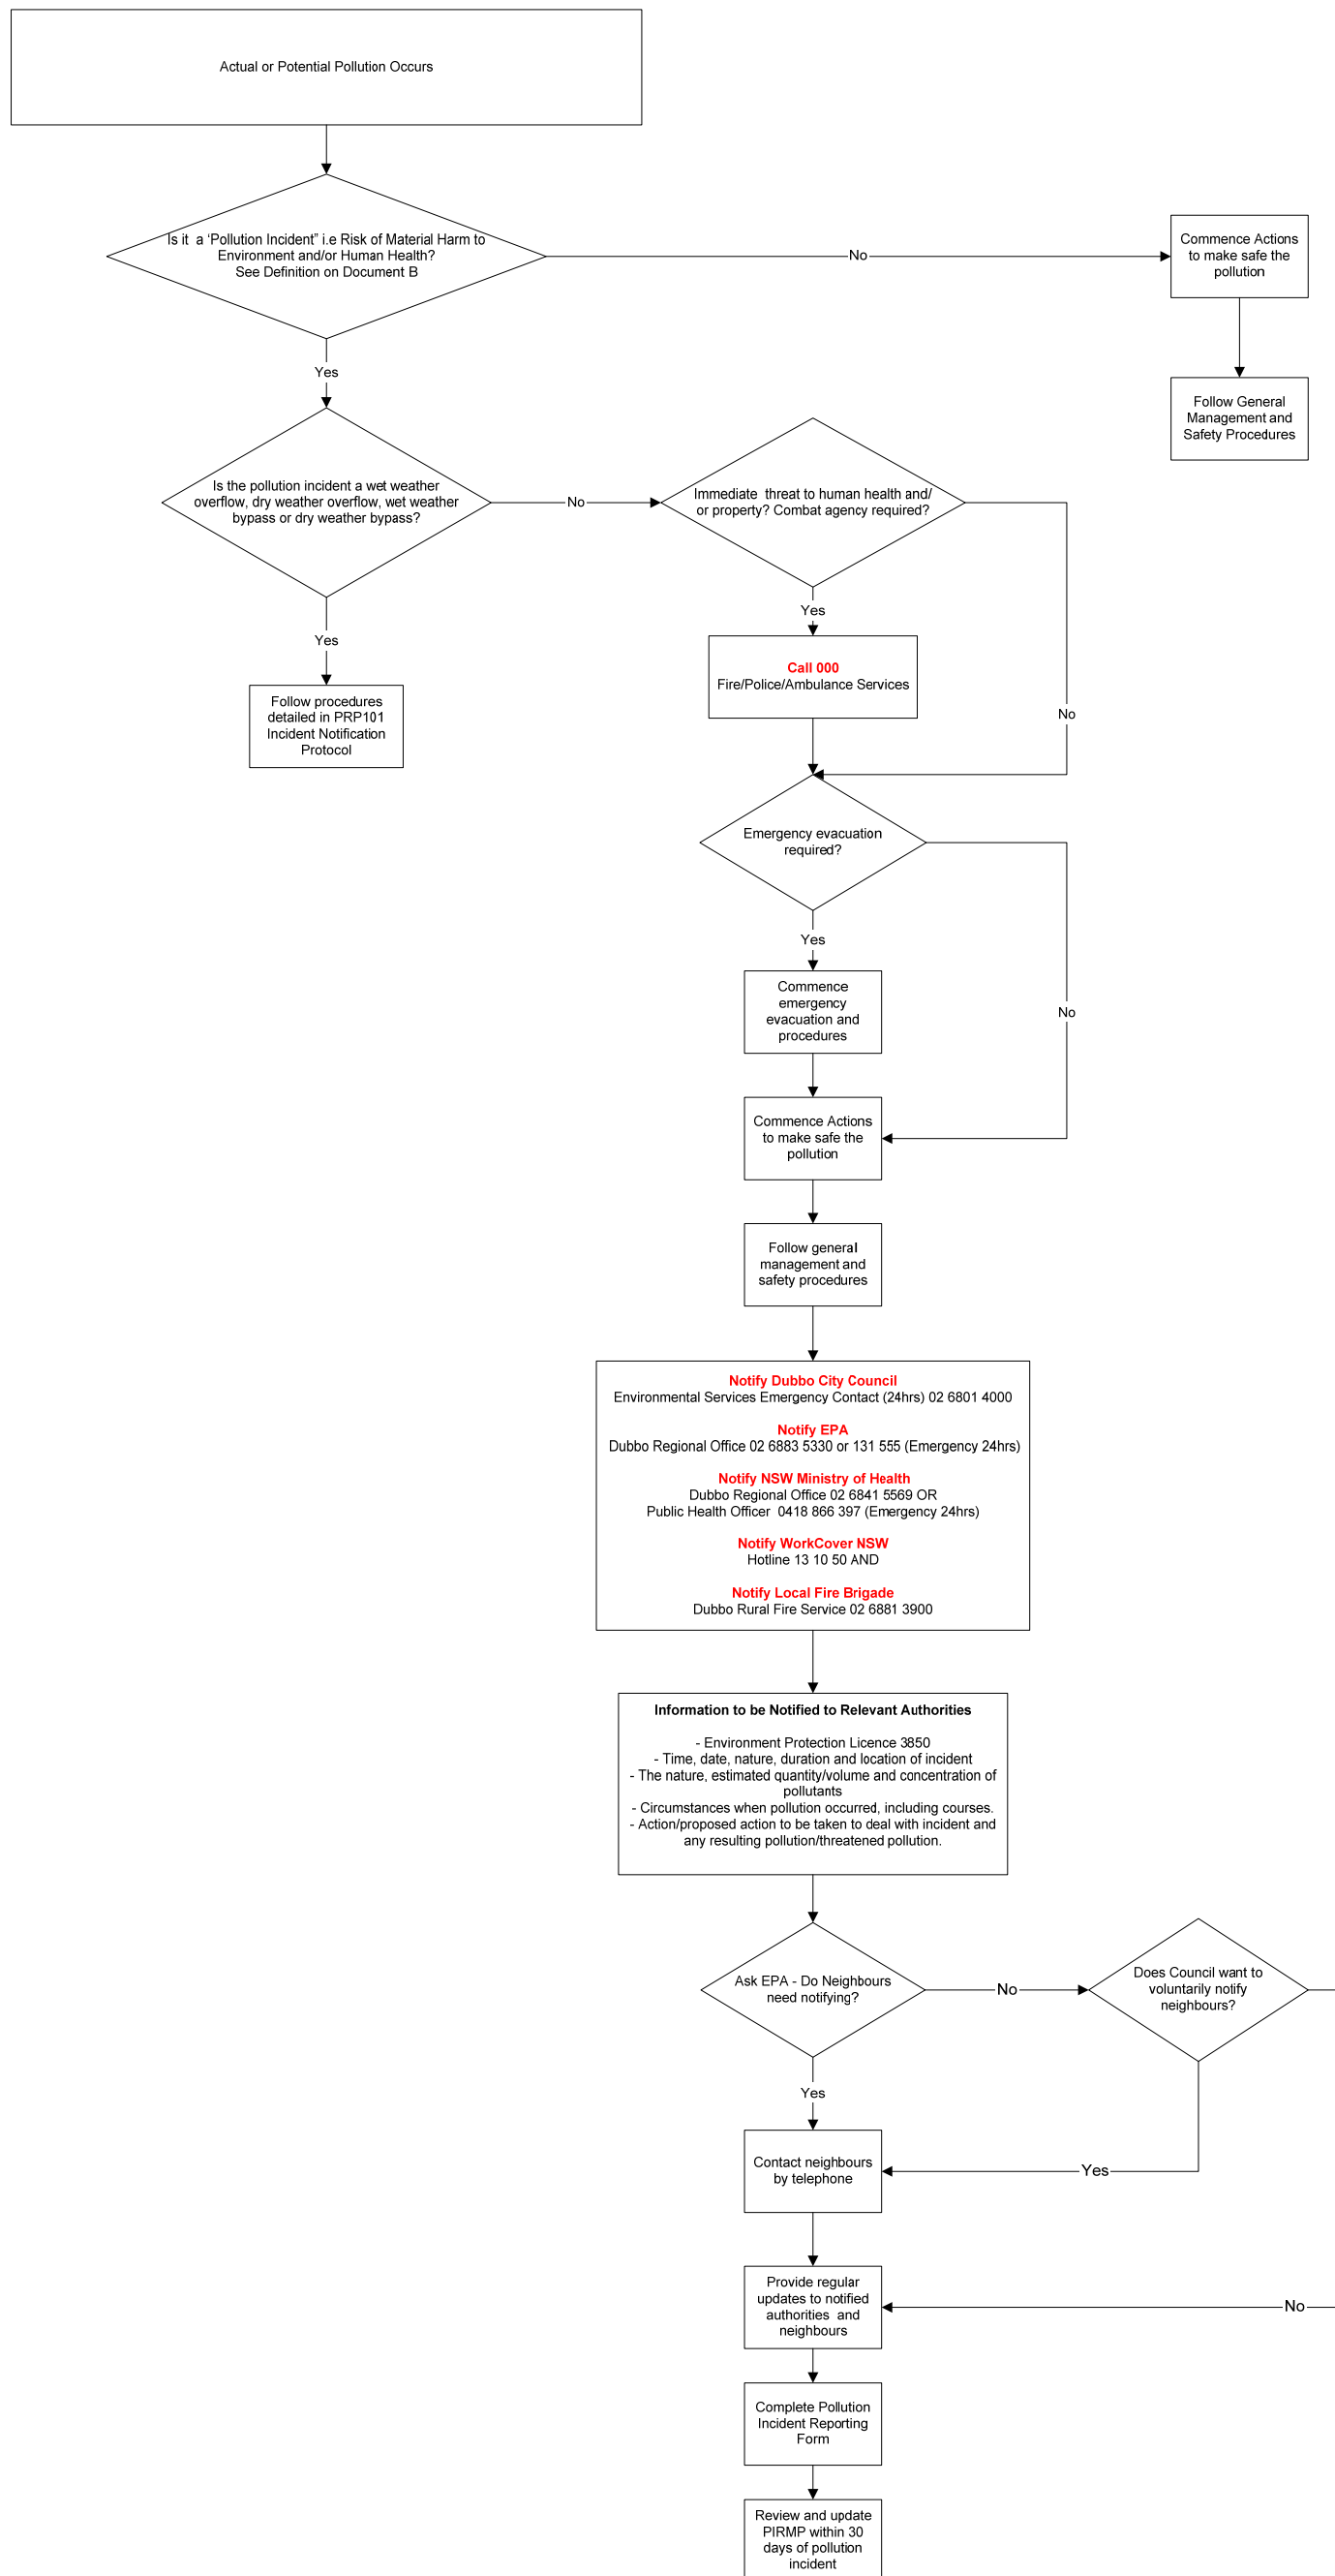 Actual or Potential Pollution Occurs
Is it a ‘Pollution Incident” i.e Risk of Material Harm to
Environment and/or Human Health?
See Definition on Document B
No
Commence Actions
to make safe the
pollution
Yes
Follow General
Management and
Safety Procedures
Is the pollution incident a wet weather
overflow, dry weather overflow, wet weather
bypass or dry weather bypass?
No
Immediate threat to human health and/
or property? Combat agency required?
Yes
Yes
Call 000
Fire/Police/Ambulance Services
No
Follow procedures
detailed in PRP101
Incident Notification
Protocol
Emergency evacuation
required?
Yes
Commence
emergency
evacuation and
procedures
No
Commence Actions
to make safe the
pollution
Follow general
management and
safety procedures
Notify Dubbo City Council
Environmental Services Emergency Contact (24hrs) 02 6801 4000
Notify EPA
Dubbo Regional Office 02 6883 5330 or 131 555 (Emergency 24hrs)
Notify NSW Ministry of Health
Dubbo Regional Office 02 6841 5569 OR
Public Health Officer 0418 866 397 (Emergency 24hrs)
Notify WorkCover NSW
Hotline 13 10 50 AND
Notify Local Fire Brigade
Dubbo Rural Fire Service 02 6881 3900
Information to be Notified to Relevant Authorities
- Environment Protection Licence 3850
- Time, date, nature, duration and location of incident
- The nature, estimated quantity/volume and concentration of
pollutants
- Circumstances when pollution occurred, including courses.
- Action/proposed action to be taken to deal with incident and
any resulting pollution/threatened pollution.
Ask EPA - Do Neighbours
need notifying?
No
Does Council want to
voluntarily notify
neighbours?
Yes
Contact neighbours
by telephone
Yes
Provide regular
updates to notified
authorities and
neighbours
No
Complete Pollution
Incident Reporting
Form
Review and update
PIRMP within 30
days of pollution
incident